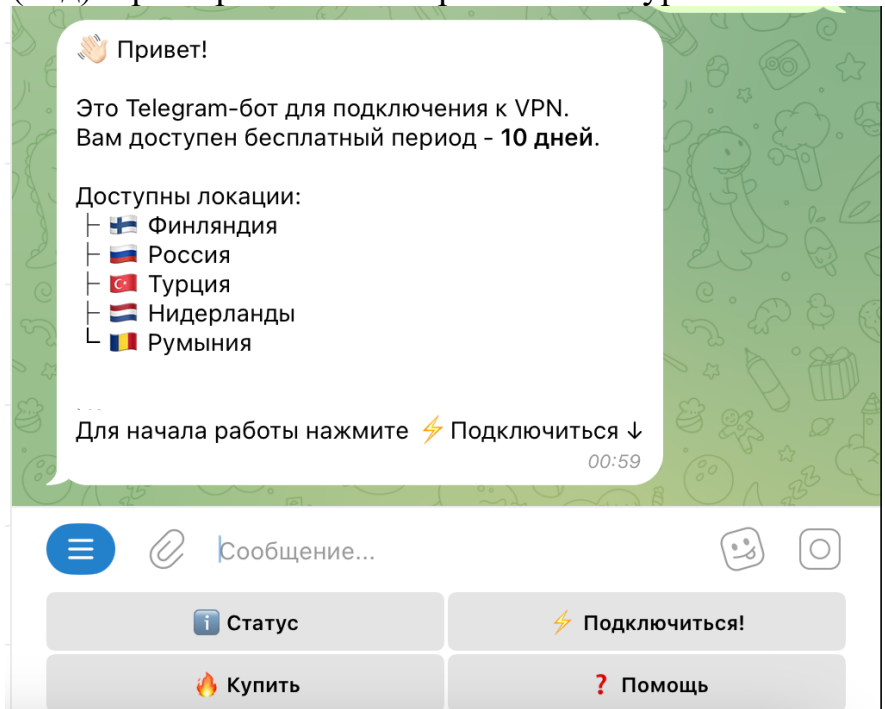 👋🏻 Привет!
Это Telegram-бот для подключения к VPN.
Вам доступен бесплатный период - 10 дней.
Доступны локации:
├ 🇫🇮 Финляндия
├ 🇷🇺 Россия
├ 🇹🇷 Турция
├ 🇳🇱 Нидерланды
└ 🇷🇴 Румыния
Для начала работы нажмите ⚡ Подключиться ↓
00:59
Сообщение...
ℹ️ Статус
⚡ Подключиться!
🔥 Купить
❓ Помощь